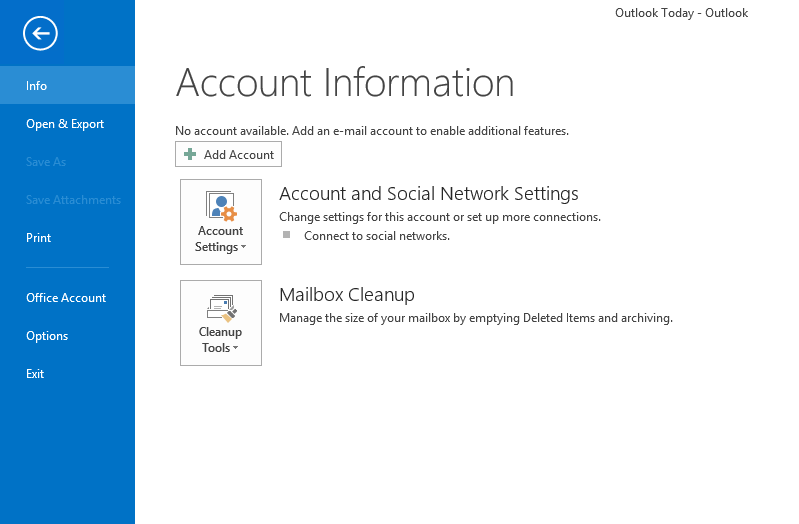 Outlook Today - Outlook
Info
Open & Export
Save As
Save Attachments
Print
Office Account
Options
Exit
Account Information
No account available. Add an e-mail account to enable additional features.
Add Account
Account
Settings
Account and Social Network Settings
Change settings for this account or set up more connections.
Connect to social networks.
Cleanup
Tools
Mailbox Cleanup
Manage the size of your mailbox by emptying Deleted Items and archiving.